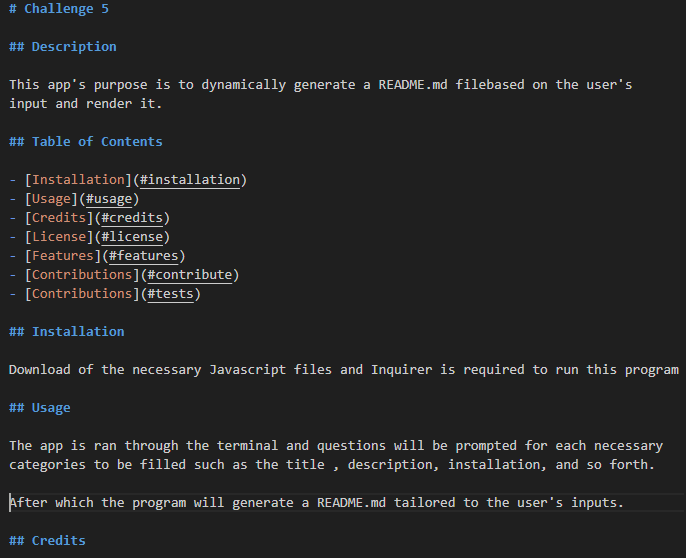 # Challenge 5
## Description
This app's purpose is to dynamically generate a README.md filebased on the user's
input and render it.
## Table of Contents
- [Installation](#installation)
- [Usage](#usage)
- [Credits](#credits)
- [License](#license)
- [Features](#features)
- [Contributions](#contribute)
- [Contributions](#tests)
## Installation
Download of the necessary Javascript files and Inquirer is required to run this program
## Usage
The app is ran through the terminal and questions will be prompted for each necessary
categories to be filled such as the title , description, installation, and so forth.
After which the program will generate a README.md tailored to the user's inputs.
## Credits